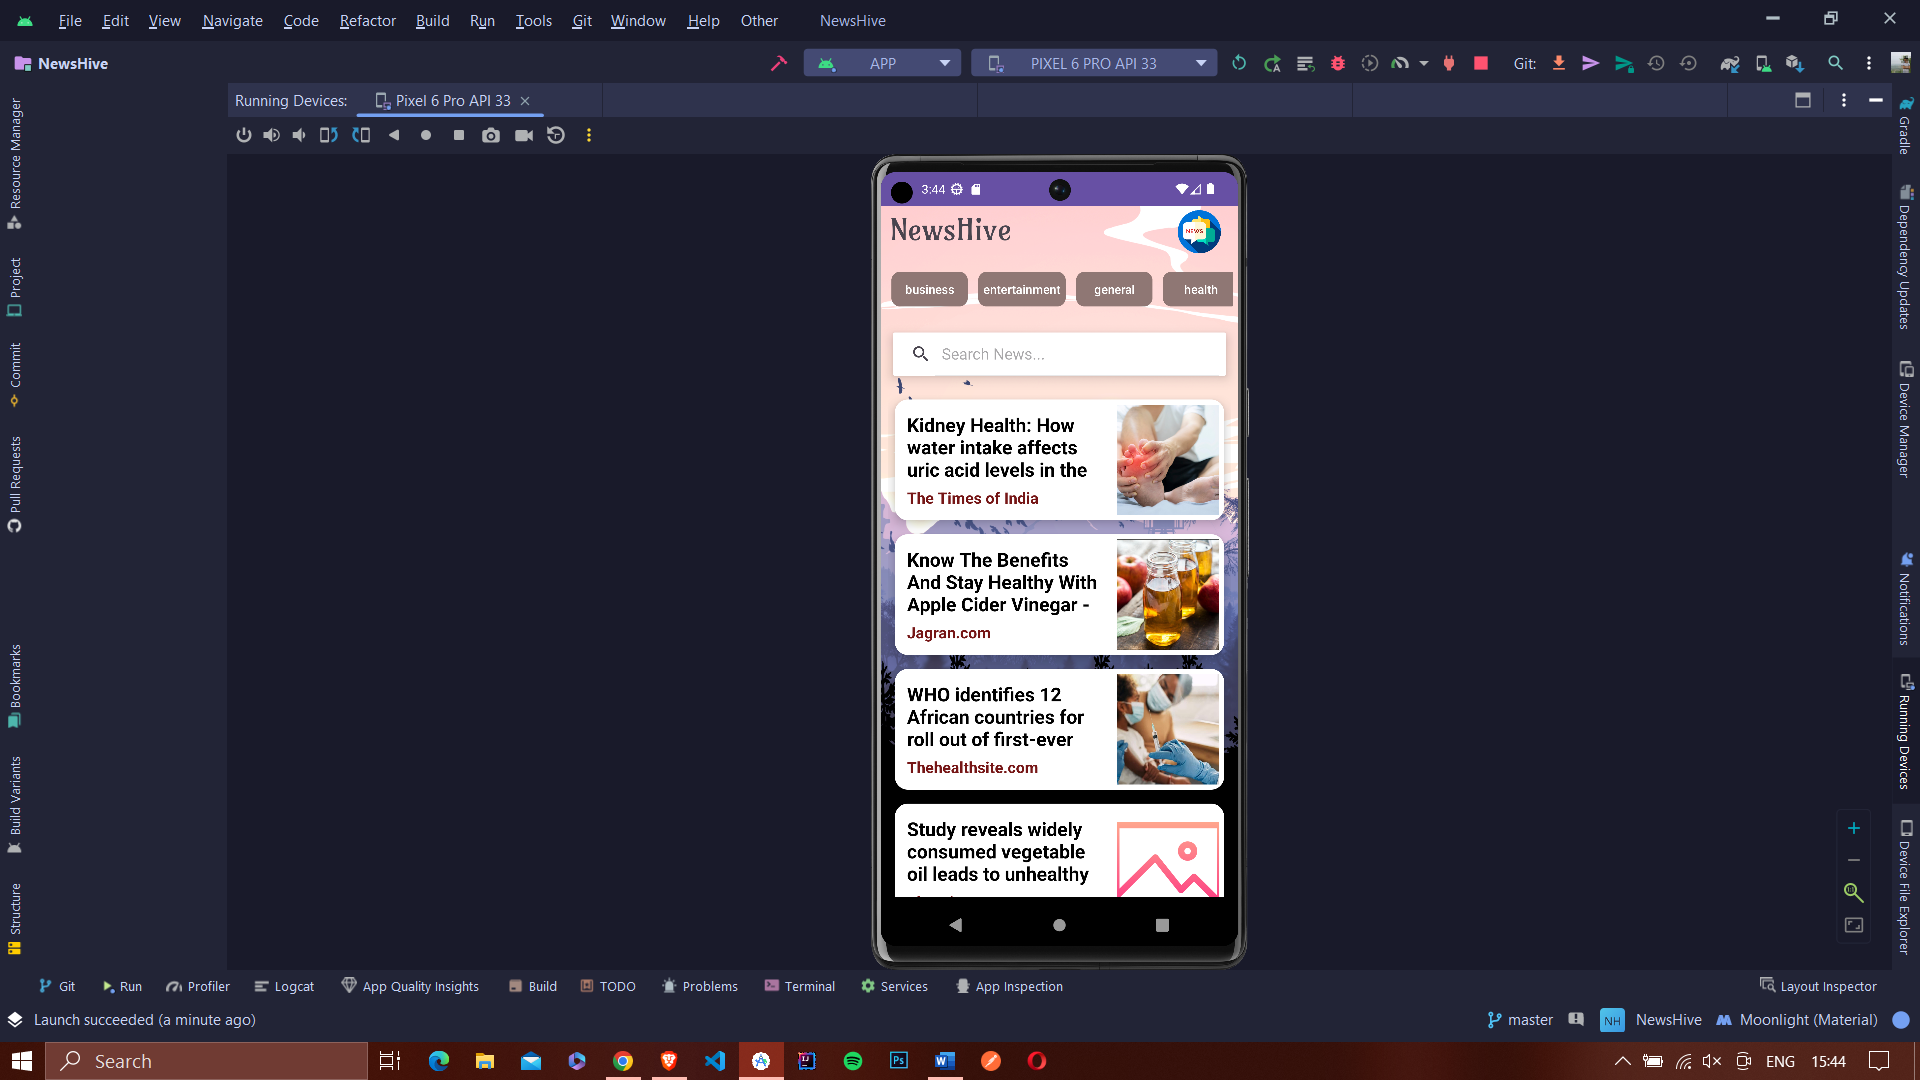 File Edit View Navigate Code Refactor Build Run Tools Git Window Help Other NewsHive
NewsHive APP PIXEL 6 PRO API 33 Git:
Running Devices: Pixel 6 Pro API 33
Resource Manager
Project
Commit
Pull Requests
Bookmarks
Build Variants
Structure
3:44
NewsHive
NEWS
business entertainment general health
Search News...
Kidney Health: How
water intake affects
uric acid levels in the
The Times of India
Know The Benefits
And Stay Healthy With
Apple Cider Vinegar -
Jagran.com
WHO identifies 12
African countries for
roll out of first-ever
Thehealthsite.com
Study reveals widely
consumed vegetable
oil leads to unhealthy
Gradle
Dependency Updates
Device Manager
Notifications
Running Devices
Device File Explorer
Git Run Profiler Logcat App Quality Insights Build TODO Problems Terminal Services App Inspection Layout Inspector
Launch succeeded (a minute ago) master NH NewsHive Moonlight (Material)
Search Ps W ENG 15:44